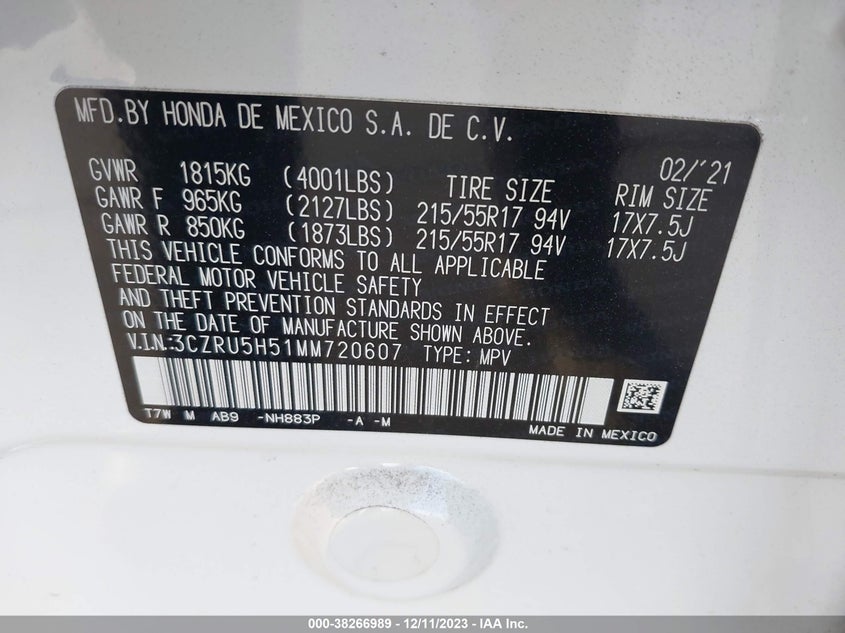 MFD.BY HONDA DE MEXICO S.A. DE C.V.
02/'21
GVWR 1815KG (4001LBS) TIRE SIZE RIM SIZE
GAWR F 965KG (2127LBS) 215/55R17 94V 17X7.5J
GAWR R 850KG (1873LBS) 215/55R17 94V 17X7.5J
THIS VEHICLE CONFORMS TO ALL APPLICABLE
FEDERAL MOTOR VEHICLE SAFETY
AND THEFT PREVENTION STANDARDS IN EFFECT
ON THE DATE OF MANUFACTURE SHOWN ABOVE.
V.I.N.:3CZRU5H51MM720607 TYPE: MPV
T7W M AB9 -NH883P -A -M
MADE IN MEXICO
000-38266989 - 12/11/2023 - IAA Inc.